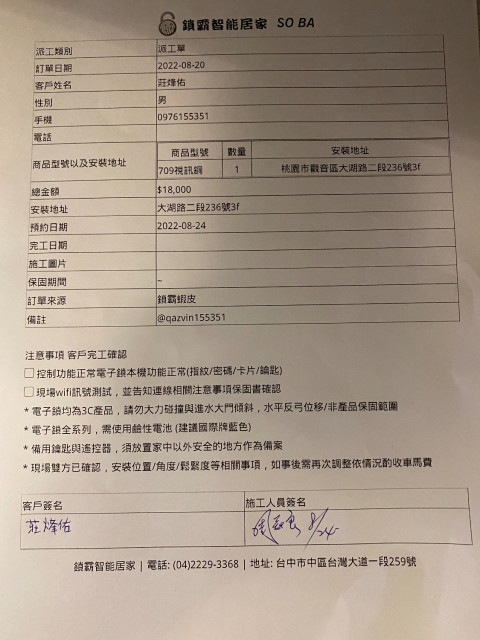 鎖霸智能居家 SO BA
派工類別 派工單
訂單日期 2022-08-20
客戶姓名 莊烽佑
性別 男
手機 0976155351
電話
商品型號以及安裝地址 商品型號 數量 安裝地址
709視訊鋼 1 桃園市觀音區大湖路二段236號3f
總金額 $18,000
安裝地址 大湖路二段236號3f
預約日期 2022-08-24
完工日期
施工圖片
保固期間 ~
訂單來源 鎖霸蝦皮
備註 @qazvin155351
注意事項 客戶完工確認
☐控制功能正常電子鎖本機功能正常(指紋/密碼/卡片/鑰匙)
☐現場wifi訊號測試，並告知連線相關注意事項保固書確認
* 電子鎖均為3C產品，請勿大力碰撞與進水大門傾斜，水平反弓位移/非產品保固範圍
* 電子鎖全系列，需使用鹼性電池 (建議國際牌藍色)
* 備用鑰匙與遙控器，須放置家中以外安全的地方作為備案
* 現場雙方已確認，安裝位置/角度/鬆緊度等相關事項，如事後需再次調整依情況酌收車馬費
客戶簽名 施工人員簽名
莊烽佑 8/24
鎖霸智能居家 | 電話: (04)2229-3368 | 地址: 台中市中區台灣大道一段259號